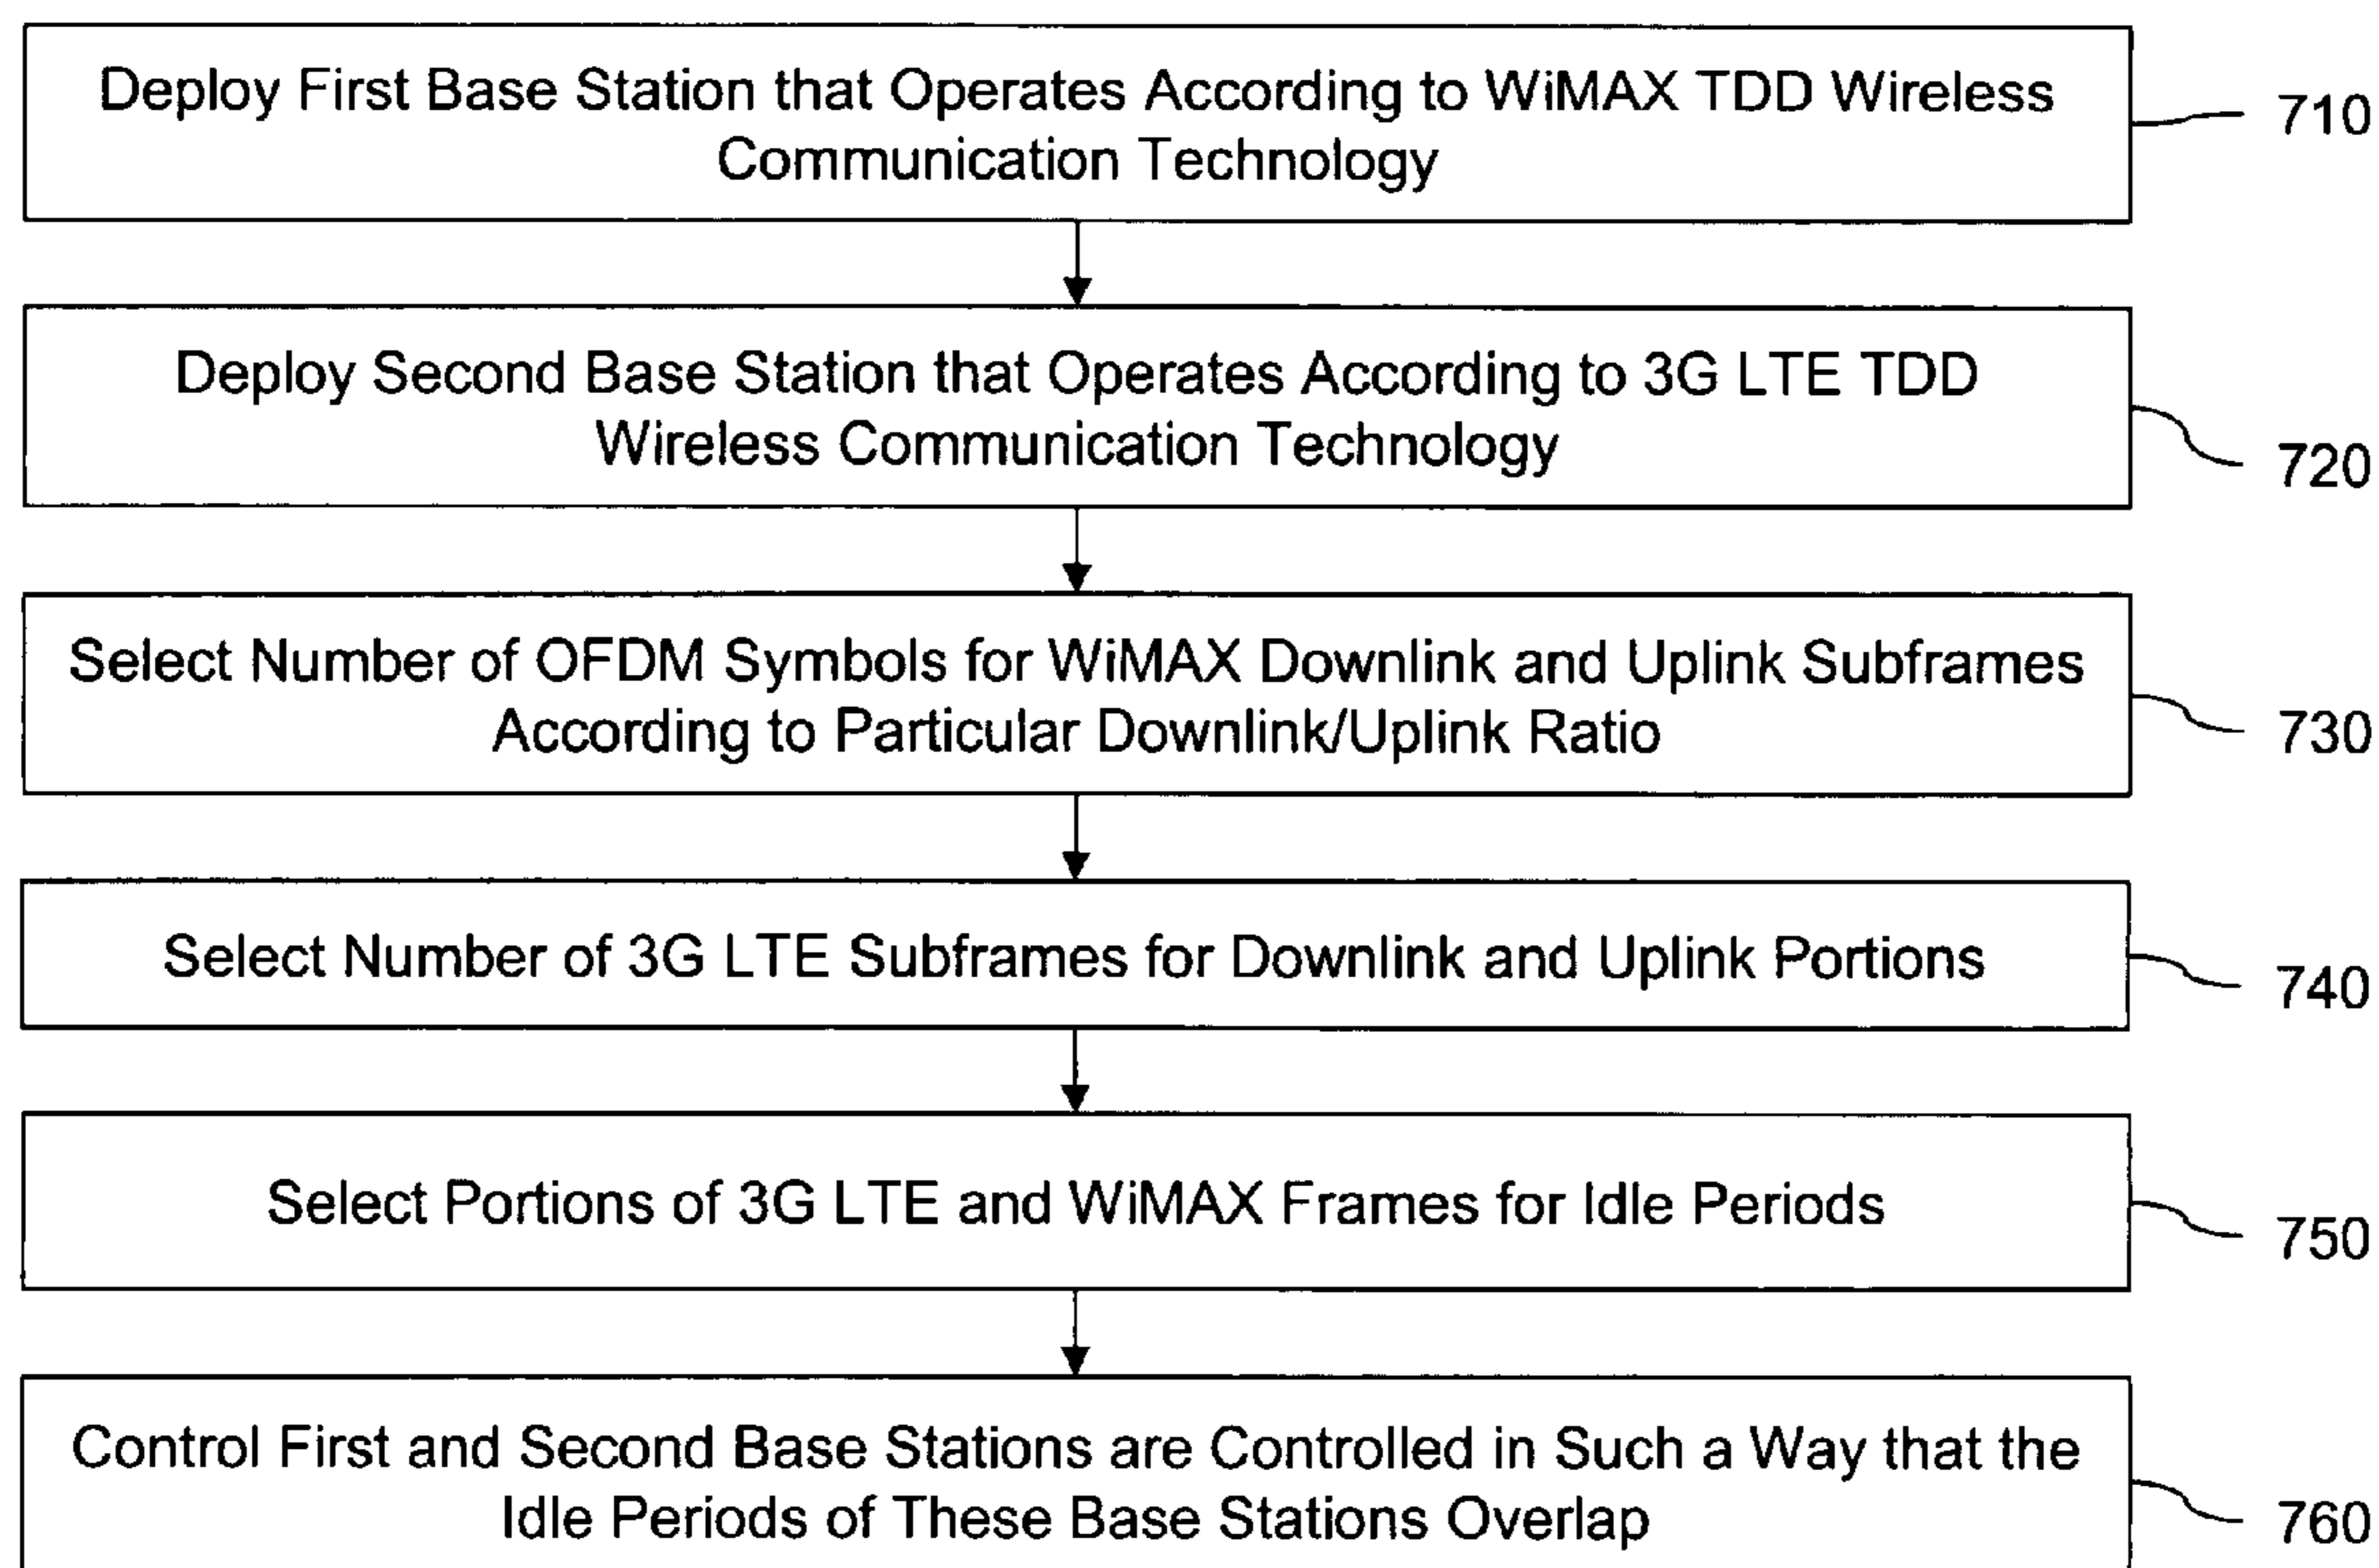 Deploy First Base Station that Operates According to WiMAX TDD Wireless
Communication Technology
710
Deploy Second Base Station that Operates According to 3G LTE TDD
Wireless Communication Technology
720
Select Number of OFDM Symbols for WiMAX Downlink and Uplink Subframes
According to Particular Downlink/Uplink Ratio
730
Select Number of 3G LTE Subframes for Downlink and Uplink Portions
740
Select Portions of 3G LTE and WiMAX Frames for Idle Periods
750
Control First and Second Base Stations are Controlled in Such a Way that the
Idle Periods of These Base Stations Overlap
760